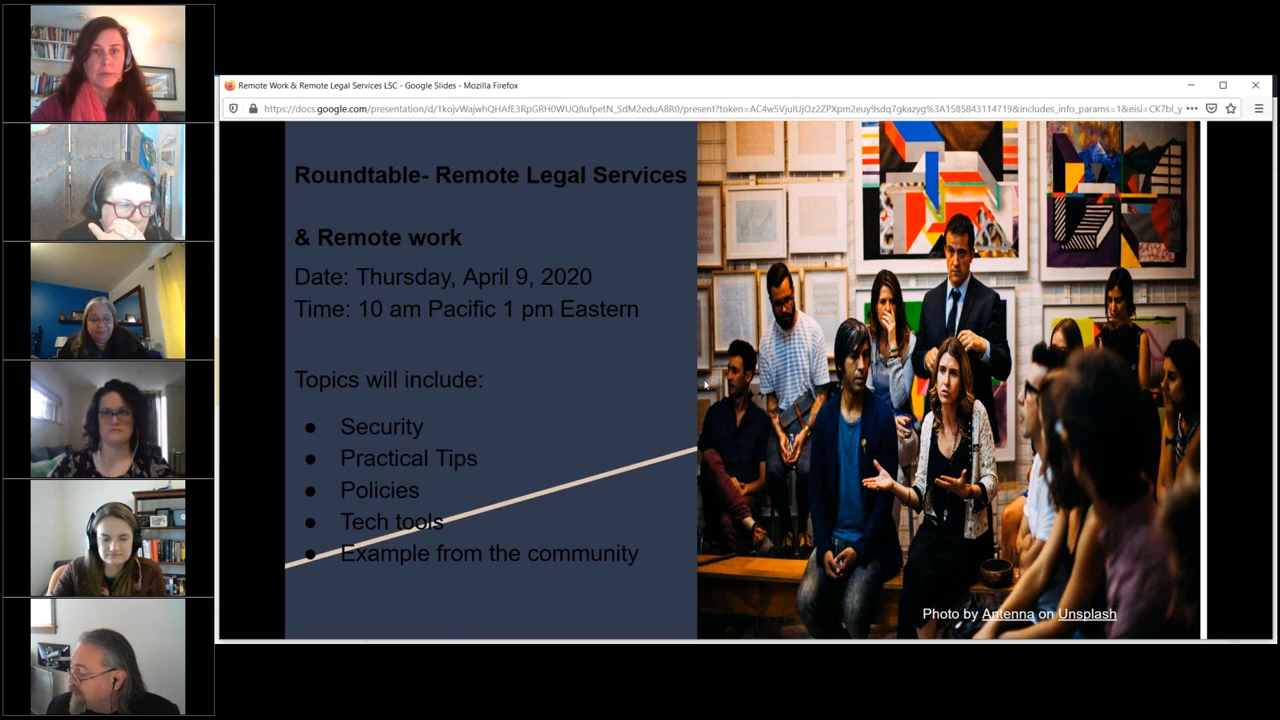 Remote Work & Remote Legal Services LSC - Google Slides - Mozilla Firefox
Roundtable- Remote Legal Services
& Remote work
Date: Thursday, April 9, 2020
Time: 10 am Pacific 1 pm Eastern
Topics will include:
● Security
● Practical Tips
● Policies
● Tech tools
● Example from the community
Photo by Antenna on Unsplash